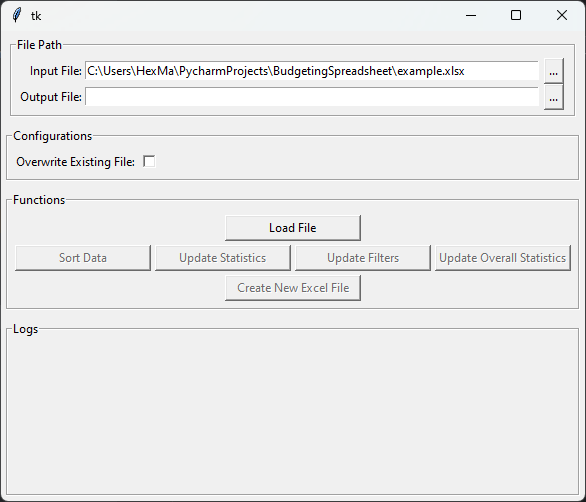 tk
File Path
Input File: C:\Users\HexMa\PycharmProjects\BudgetingSpreadsheet\example.xlsx ...
Output File: ...
Configurations
Overwrite Existing File:
Functions
Load File
Sort Data Update Statistics Update Filters Update Overall Statistics
Create New Excel File
Logs